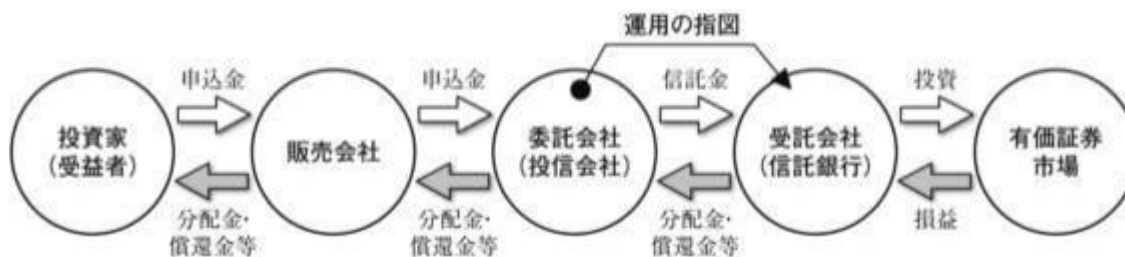 運用の指図
申込金
申込金
信託金
投資
投資家
(受益者)
販売会社
委託会社
(投信会社)
受託会社
(信託銀行)
有価証券
市場
分配金・
償還金等
分配金・
償還金等
分配金・
償還金等
損益